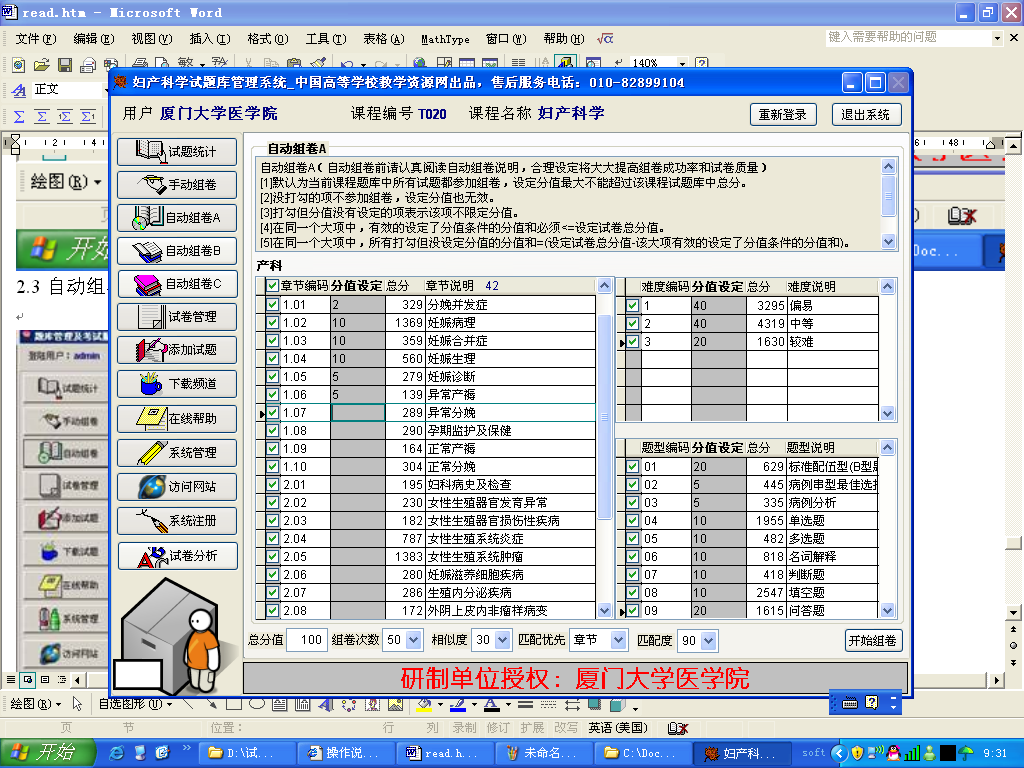 read.htm - Microsoft Word
文件(F) 编辑(E) 视图(V) 插入(I) 格式(O) 工具(T) 表格(A) MathType 窗口(W) 帮助(H) √α
键入需要帮助的问题
140%
正文
妇产科学试题库管理系统_中国高等学校教学资源网出品，售后服务电话：010-82899104
用户 厦门大学医学院 课程编号 T020 课程名称 妇产科学 重新登录 退出系统
试题统计
手动组卷
自动组卷A
自动组卷B
自动组卷C
试卷管理
添加试题
下载频道
在线帮助
系统管理
访问网站
系统注册
试卷分析
自动组卷A
自动组卷A（自动组卷前请认真阅读自动组卷说明，合理设定将大大提高组卷成功率和试卷质量）
[1]默认为当前课程题库中所有试题都参加组卷，设定分值最大不能超过该课程试题库中总分。
[2]没打勾的项不参加组卷，设定分值也无效。
[3]打勾但分值没有设定的项表示该项不限定分值。
[4]在同一个大项中，有效的设定了分值条件的分值和必须<=设定试卷总分值。
[5]在同一个大项中，所有打勾但没设定分值的分值和=(设定试卷总分值-该大项有效的设定了分值条件的分值和)。
产科
章节编码 分值设定 总分 章节说明 42
1.01 2 329 分娩并发症
1.02 10 1369 妊娠病理
1.03 10 359 妊娠合并症
1.04 10 560 妊娠生理
1.05 5 279 妊娠诊断
1.06 5 139 异常产褥
1.07 289 异常分娩
1.08 290 孕期监护及保健
1.09 164 正常产褥
1.10 304 正常分娩
2.01 195 妇科病史及检查
2.02 230 女性生殖器官发育异常
2.03 182 女性生殖器官损伤性疾病
2.04 787 女性生殖系统炎症
2.05 1383 女性生殖系统肿瘤
2.06 280 妊娠滋养细胞疾病
2.07 286 生殖内分泌疾病
2.08 172 外阴上皮内非瘤样病变
难度编码 分值设定 总分 难度说明
1 40 3295 偏易
2 40 4319 中等
3 20 1630 较难
题型编码 分值设定 总分 题型说明
01 20 629 标准配伍型(B型
02 5 445 病例串型最佳选
03 5 335 病例分析
04 10 1955 单选题
05 10 482 多选题
06 10 818 名词解释
07 10 418 判断题
08 10 2547 填空题
09 20 1615 问答题
总分值 100 组卷次数 50 相似度 30 匹配优先 章节 匹配度 90 开始组卷
研制单位授权：厦门大学医学院
绘图(R)
开始
2.3 自动组
题库管理及考试
登陆用户：admin
试题统计
手动组卷
自动组卷
试卷管理
添加试题
下载试题
在线帮助
系统管理
访问网站
Doc...
绘图(R) 自选图形(U)
页 节 位置： 行 列 录制 修订 扩展 改写 英语(美国)
开始 D:\试... 操作说... read.h... 未命名... C:\Doc... 妇产科... soft 9:31